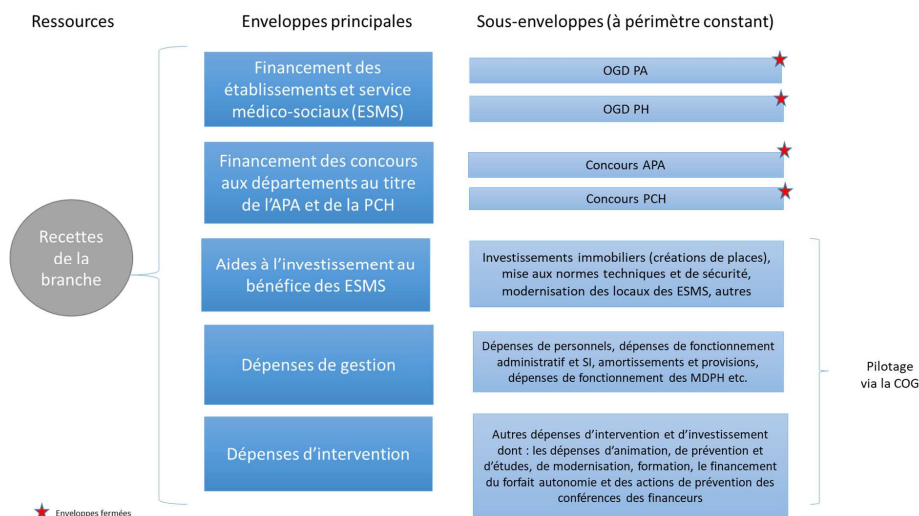 Ressources
Enveloppes principales
Sous-enveloppes (à périmètre constant)
Recettes
de la
branche
Financement des
établissements et service
médico-sociaux (ESMS)
OGD PA
OGD PH
Financement des concours
aux départements au titre
de l’APA et de la PCH
Concours APA
Concours PCH
Aides à l’investissement au
bénéfice des ESMS
Investissements immobiliers (créations de places),
mise aux normes techniques et de sécurité,
modernisation des locaux des ESMS, autres
Dépenses de gestion
Dépenses de personnels, dépenses de fonctionnement
administratif et SI, amortissements et provisions,
dépenses de fonctionnement des MDPH etc.
Dépenses d’intervention
Autres dépenses d’intervention et d’investissement
dont : les dépenses d’animation, de prévention et
d’études, de modernisation, formation, le financement
du forfait autonomie et des actions de prévention des
conférences des financeurs
Pilotage
via la COG
Enveloppes fermées